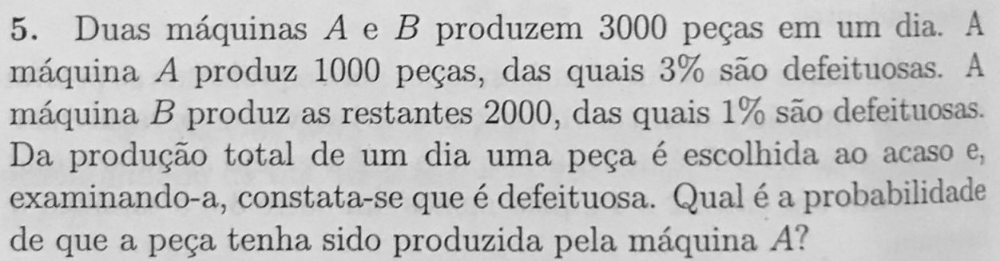 5. Duas máquinas A e B produzem 3000 peças em um dia. A
máquina A produz 1000 peças, das quais 3% são defeituosas. A
máquina B produz as restantes 2000, das quais 1% são defeituosas.
Da produção total de um dia uma peça é escolhida ao acaso e,
examinando-a, constata-se que é defeituosa. Qual é a probabilidade
de que a peça tenha sido produzida pela máquina A?